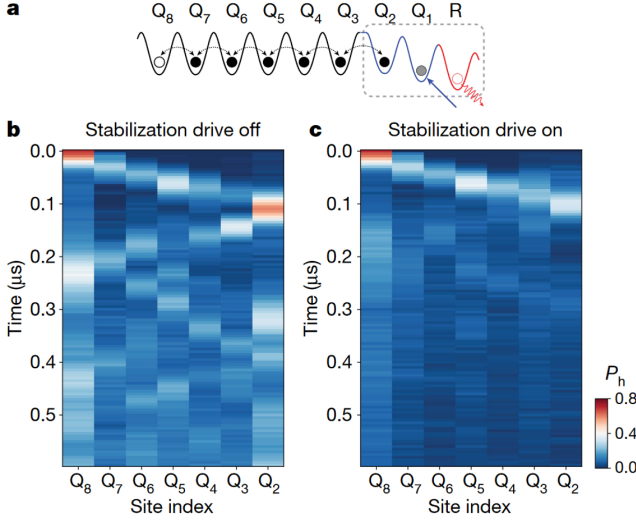 a
Q8 Q7 Q6 Q5 Q4 Q3 Q2 Q1 R
b Stabilization drive off
c Stabilization drive on
0.0
0.1
0.2
0.3
0.4
0.5
Time (μs)
Q8 Q7 Q6 Q5 Q4 Q3 Q2
Site index
0.0
0.1
0.2
0.3
0.4
0.5
Time (μs)
Q8 Q7 Q6 Q5 Q4 Q3 Q2
Site index
Ph
0.8
0.4
0.0